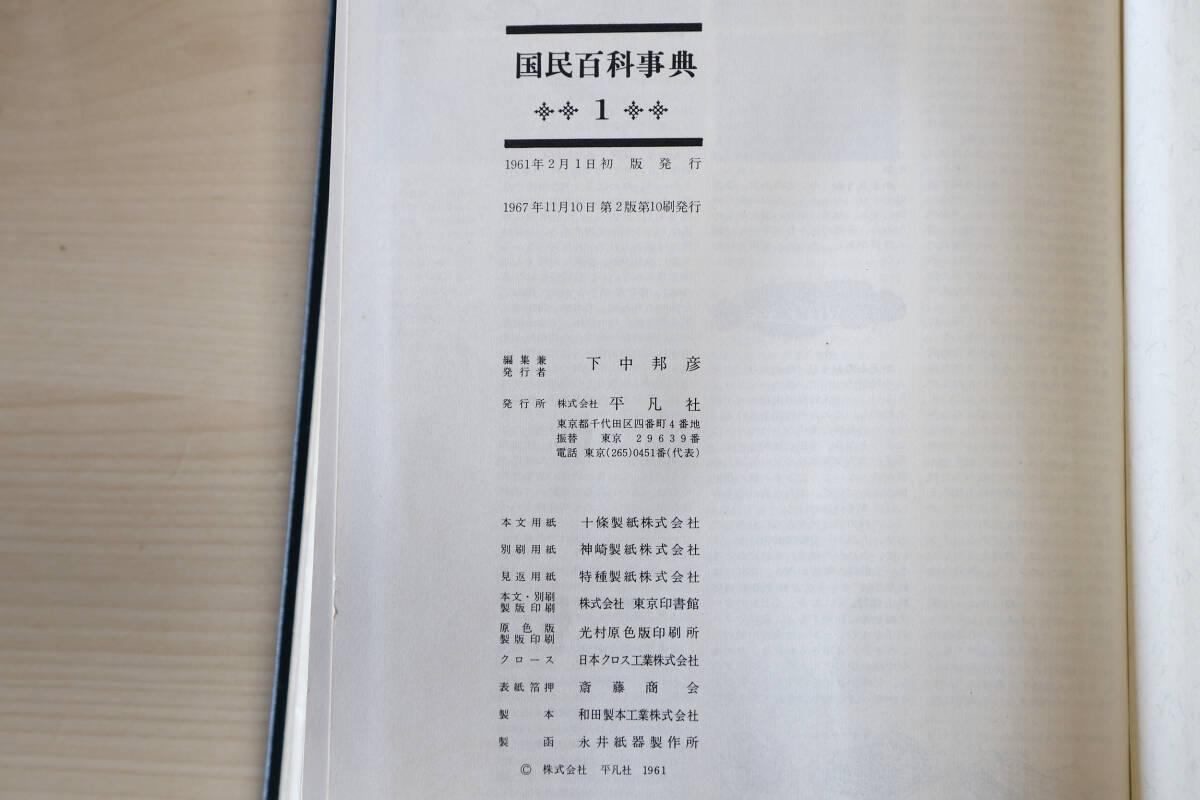 国民百科事典
1
1961年2月1日初版発行
1967年11月10日 第2版第10刷発行
編集兼
発行者
下中邦彦
発行所 株式会社 平凡社
東京都千代田区四番町4番地
振替 東京 29639番
電話 東京(265)0451番(代表)
本文用紙 十條製紙株式会社
別刷用紙 神崎製紙株式会社
見返用紙 特種製紙株式会社
本文・別刷
製版印刷
株式会社 東京印書館
原色版
製版印刷
光村原色版印刷所
クロース 日本クロス工業株式会社
表紙箔押 斎藤商会
製本 和田製本工業株式会社
製函 永井紙器製作所
© 株式会社 平凡社 1961